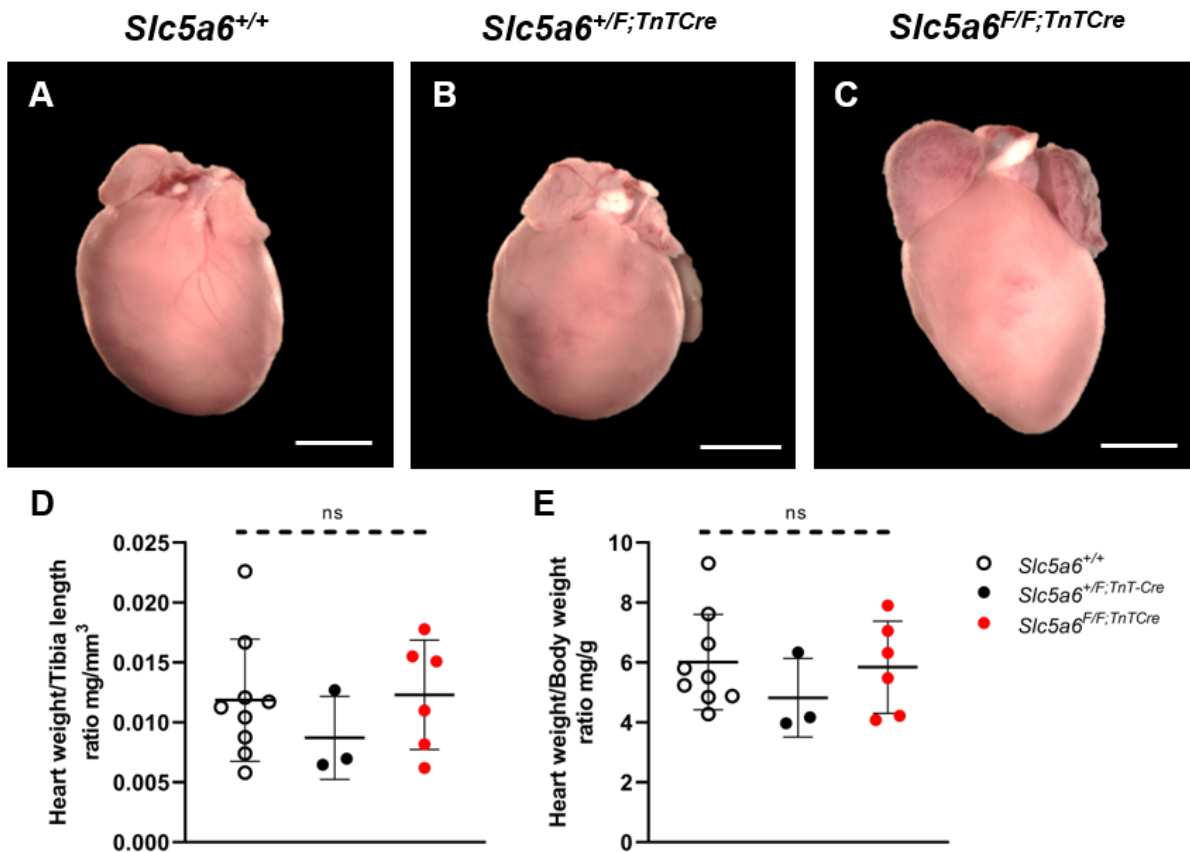 Slc5a6+/+
Slc5a6+/F;TnTCre
Slc5a6F/F;TnTCre
A
B
C
D
ns
Heart weight/Tibia length
ratio mg/mm3
0.025
0.020
0.015
0.010
0.005
0.000
E
ns
Heart weight/Body weight
ratio mg/g
10
8
6
4
2
0
Slc5a6+/+
Slc5a6+/F;TnT-Cre
Slc5a6F/F;TnTCre